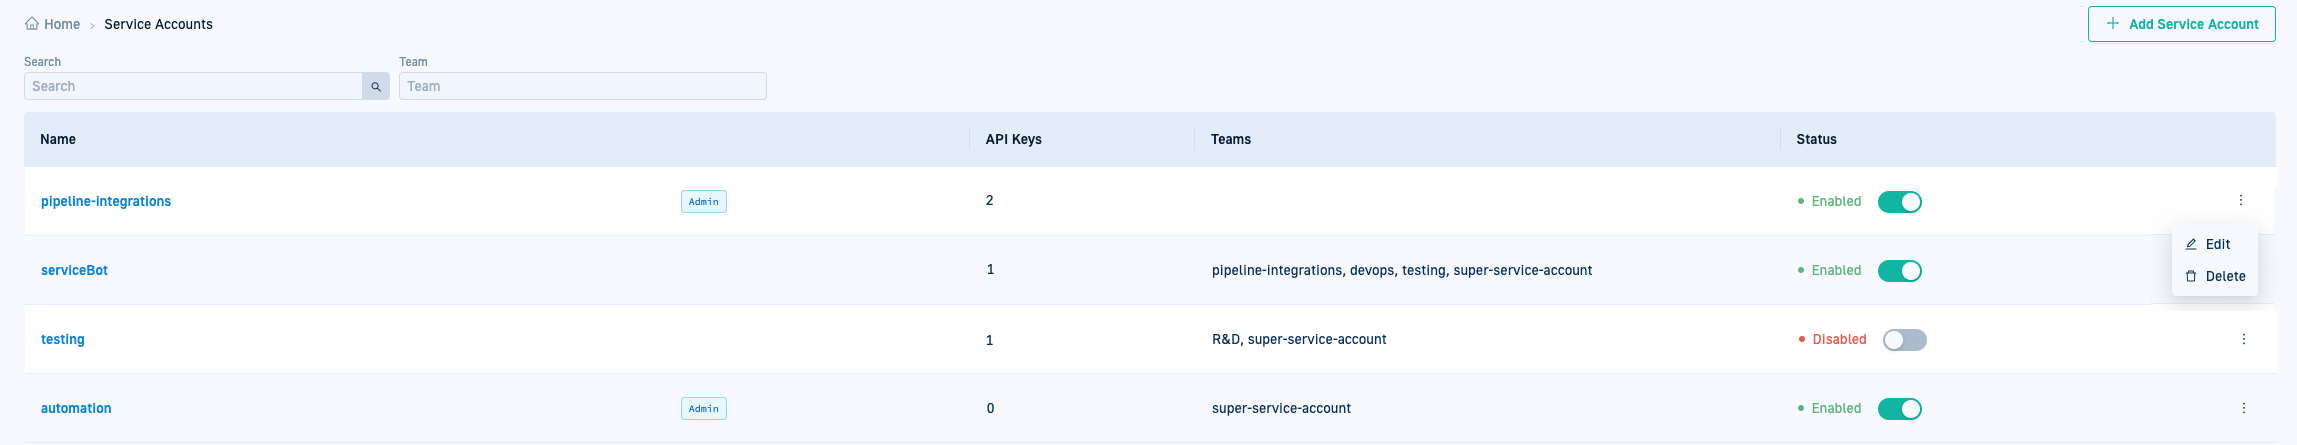 Home › Service Accounts
+ Add Service Account
Search
Team
Search
Team
Name API Keys Teams Status
pipeline-integrations Admin 2 Enabled
Edit
serviceBot 1 pipeline-integrations, devops, testing, super-service-account Enabled
Delete
testing 1 R&D, super-service-account Disabled
automation Admin 0 super-service-account Enabled